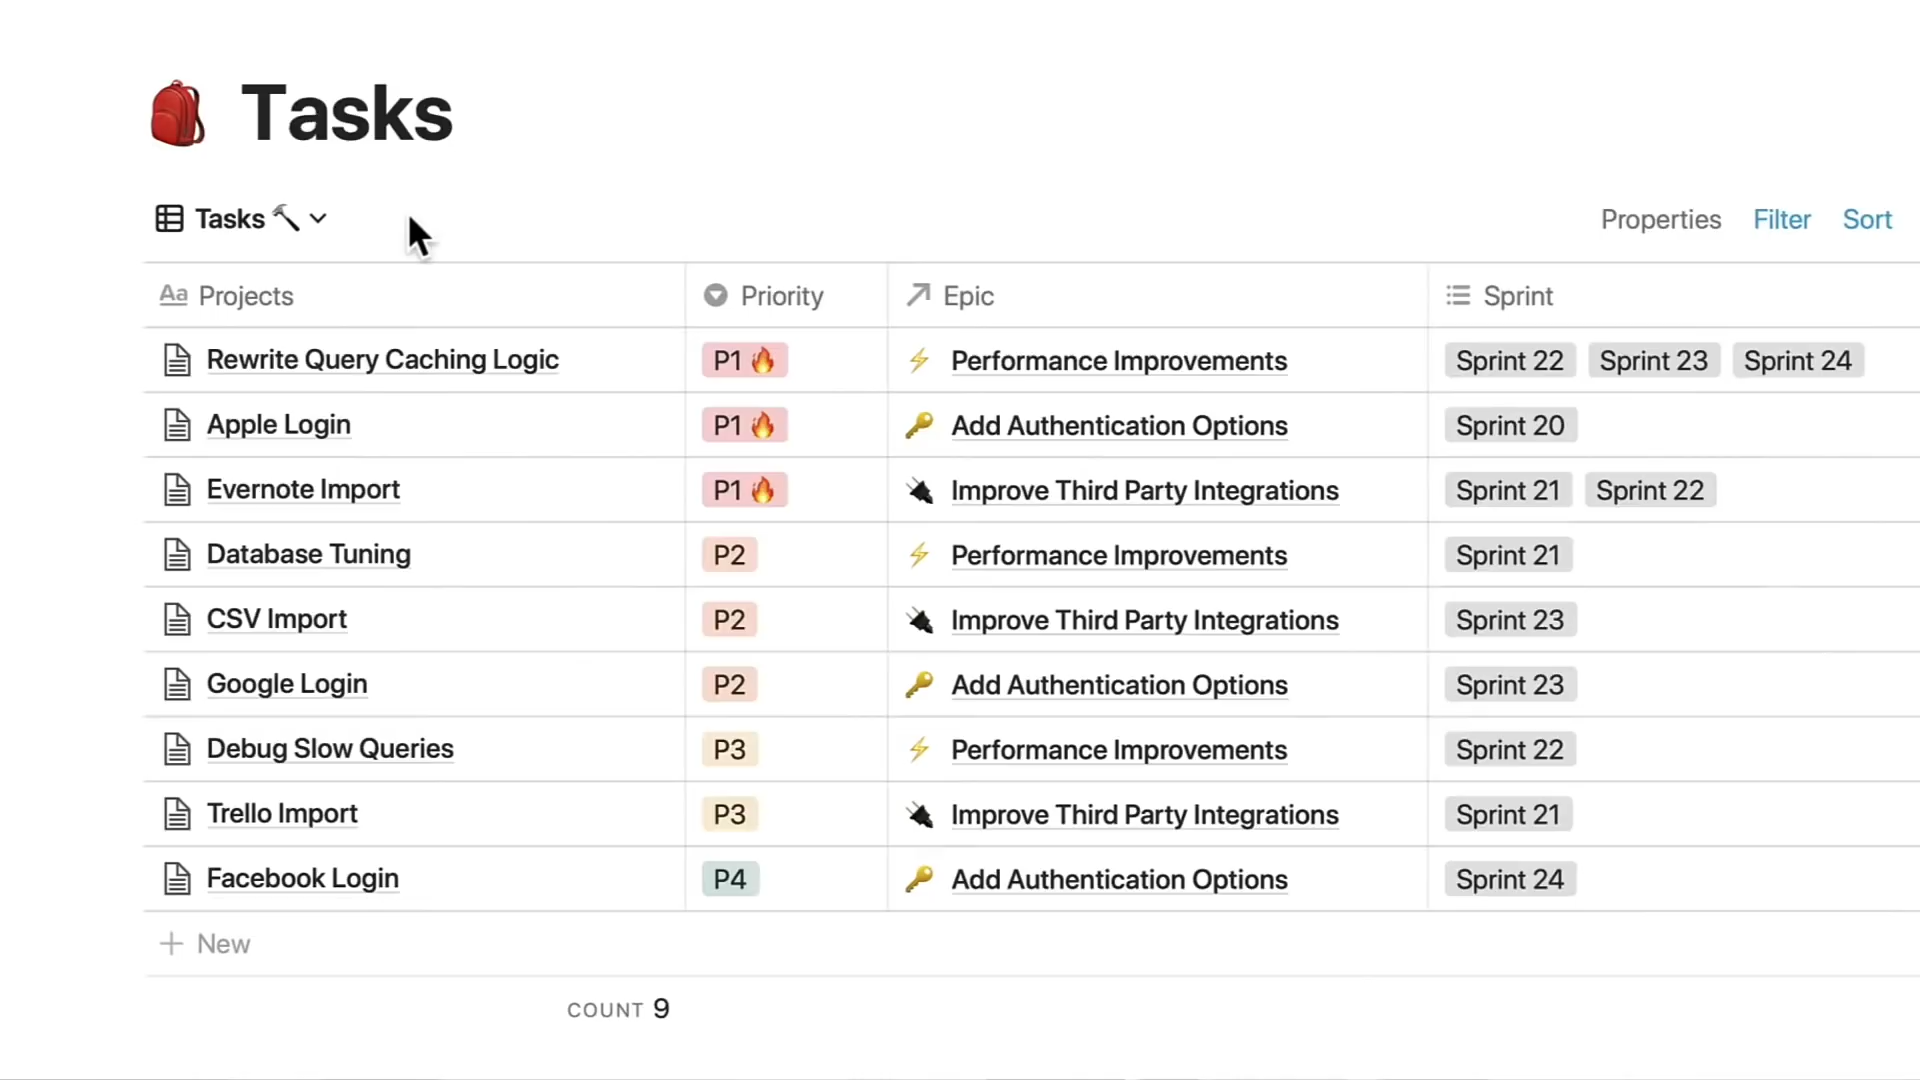 Tasks
Tasks
Properties Filter Sort
Aa Projects Priority Epic Sprint
Rewrite Query Caching Logic P1 Performance Improvements Sprint 22 Sprint 23 Sprint 24
Apple Login P1 Add Authentication Options Sprint 20
Evernote Import P1 Improve Third Party Integrations Sprint 21 Sprint 22
Database Tuning P2 Performance Improvements Sprint 21
CSV Import P2 Improve Third Party Integrations Sprint 23
Google Login P2 Add Authentication Options Sprint 23
Debug Slow Queries P3 Performance Improvements Sprint 22
Trello Import P3 Improve Third Party Integrations Sprint 21
Facebook Login P4 Add Authentication Options Sprint 24
+ New
COUNT 9